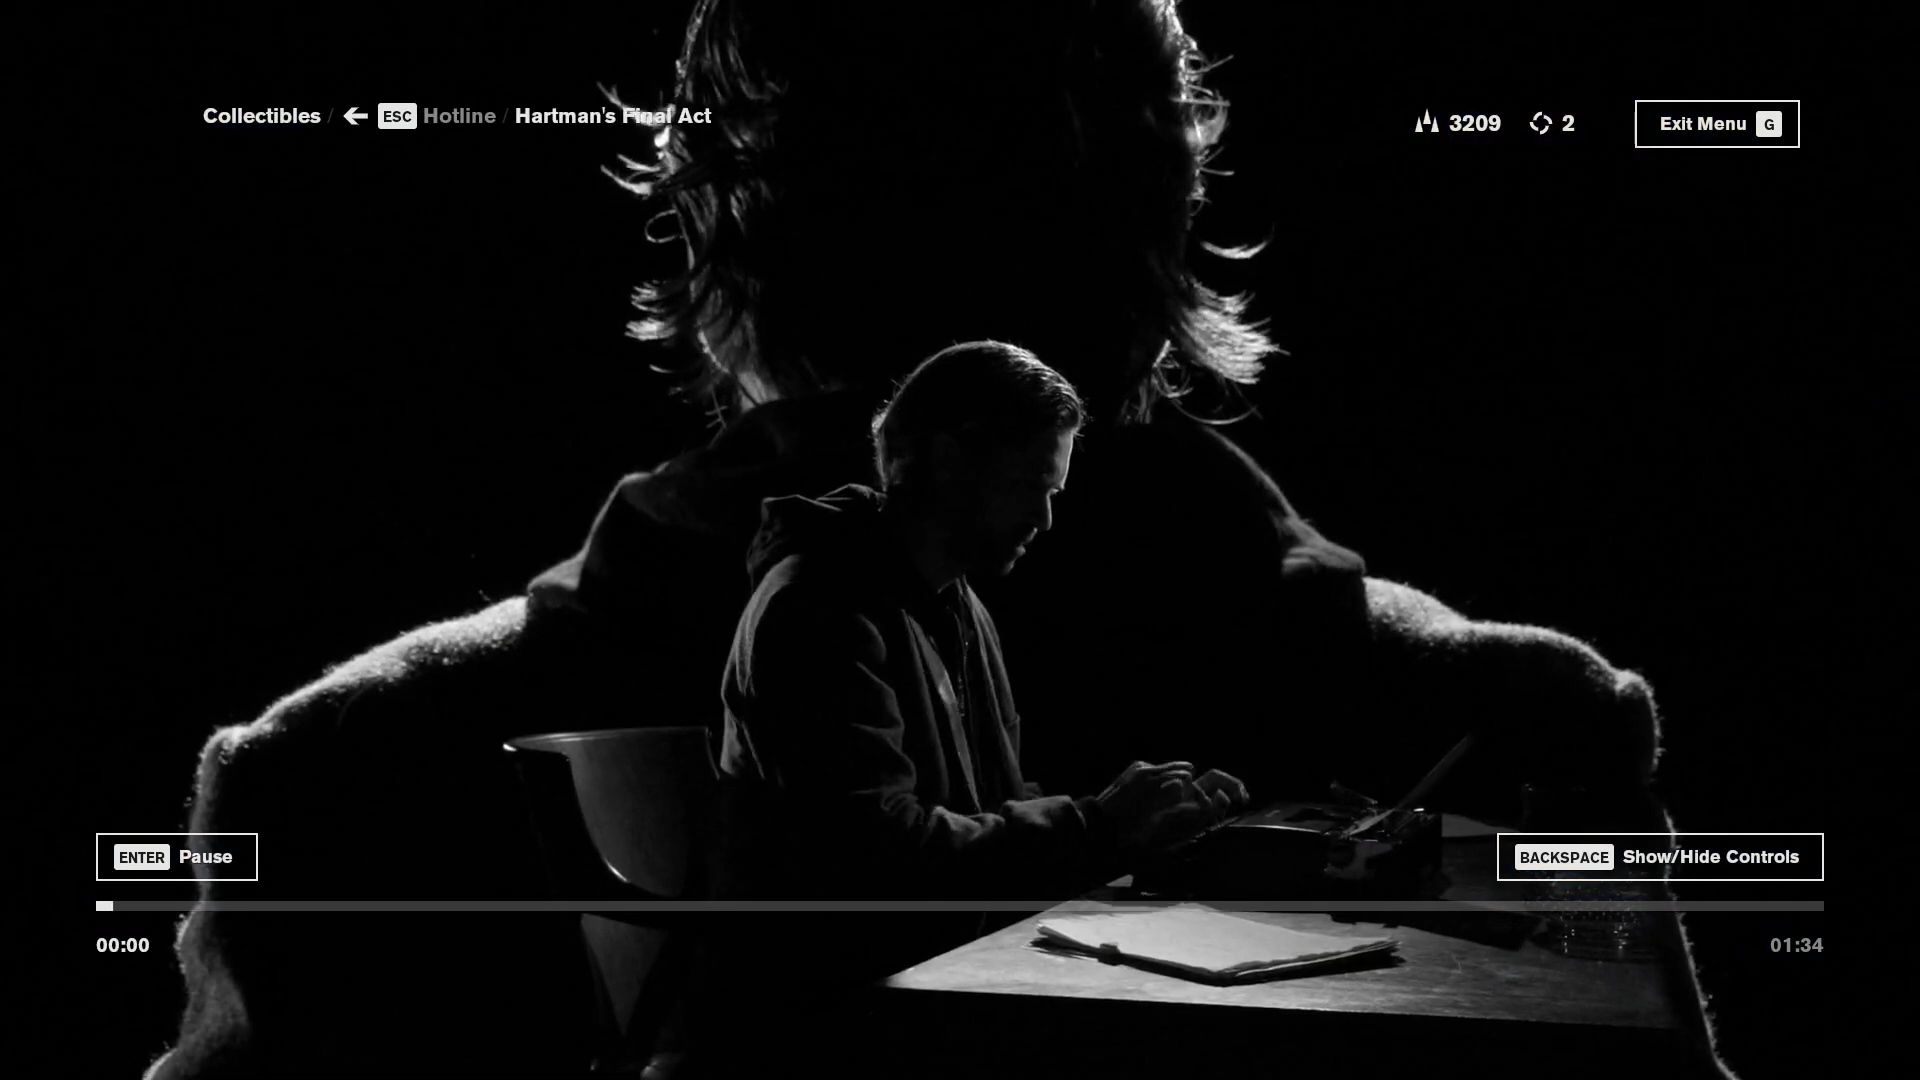 Collectibles / ESC Hotline / Hartman's Final Act
3209 2 Exit Menu G
ENTER Pause
BACKSPACE Show/Hide Controls
00:00
01:34